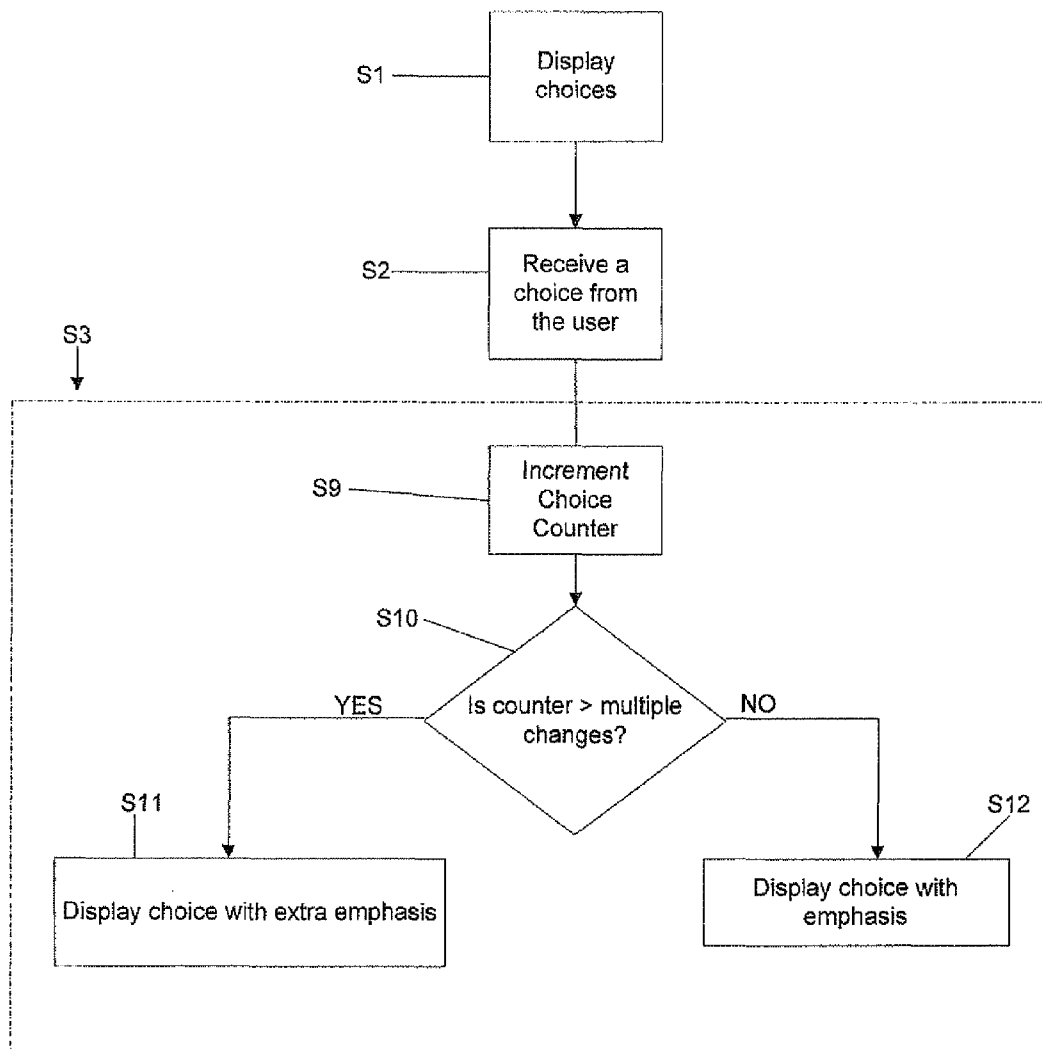 S1
Display
choices
S2
Receive a
choice from
the user
S3
S9
Increment
Choice
Counter
S10
YES
Is counter > multiple
changes?
NO
S11
S12
Display choice with extra emphasis
Display choice with
emphasis